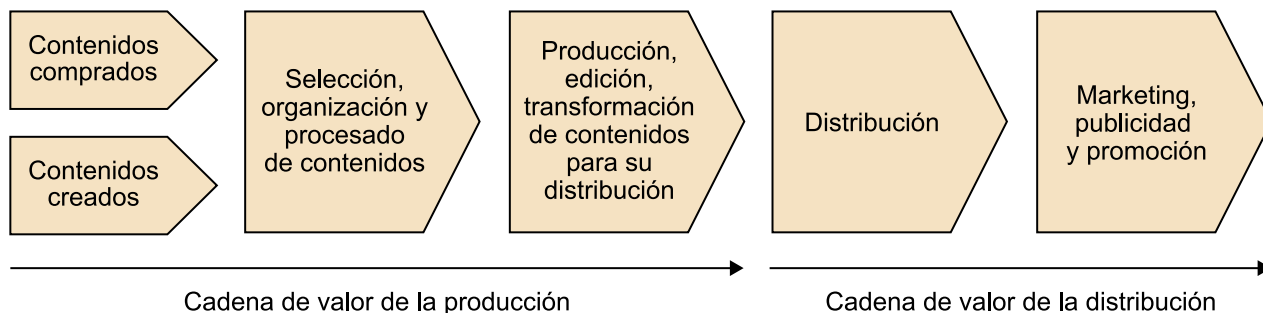 Contenidos
comprados
Contenidos
creados
Selección,
organización y
procesado
de contenidos
Producción,
edición,
transformación
de contenidos
para su
distribución
Distribución
Marketing,
publicidad
y promoción
Cadena de valor de la producción
Cadena de valor de la distribución